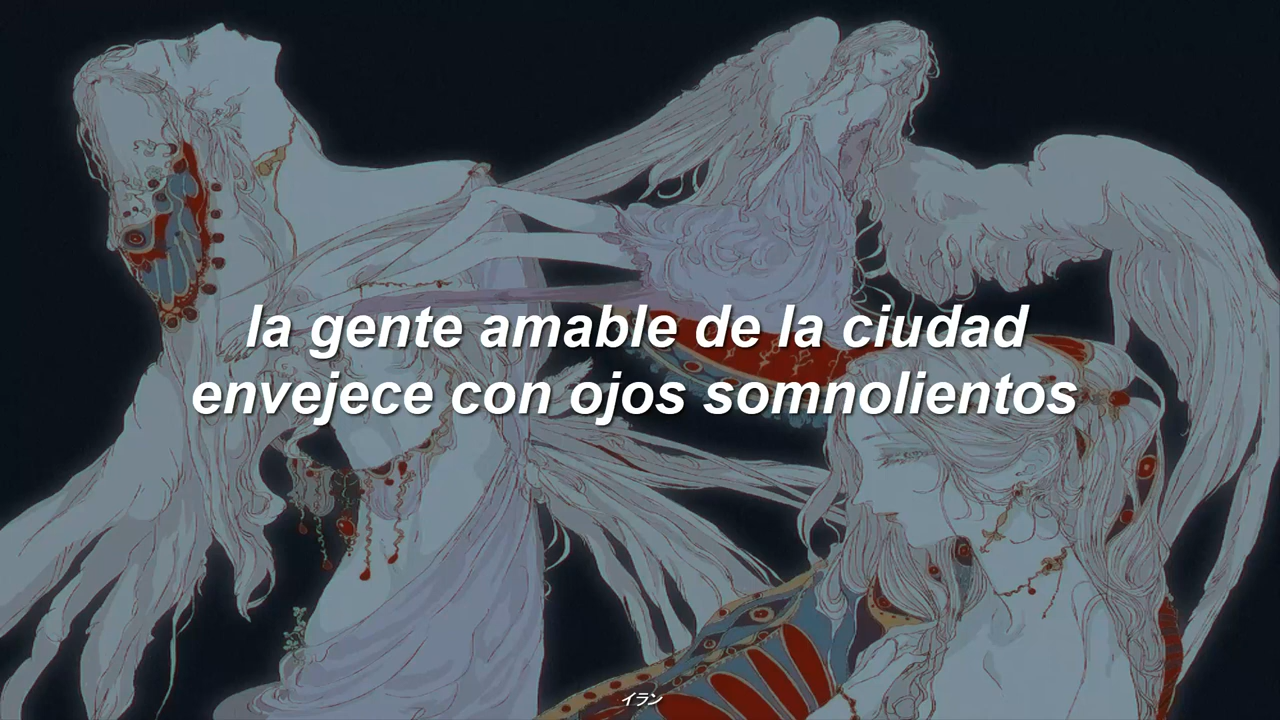 la gente amable de la ciudad
envejece con ojos somnolientos
イラン